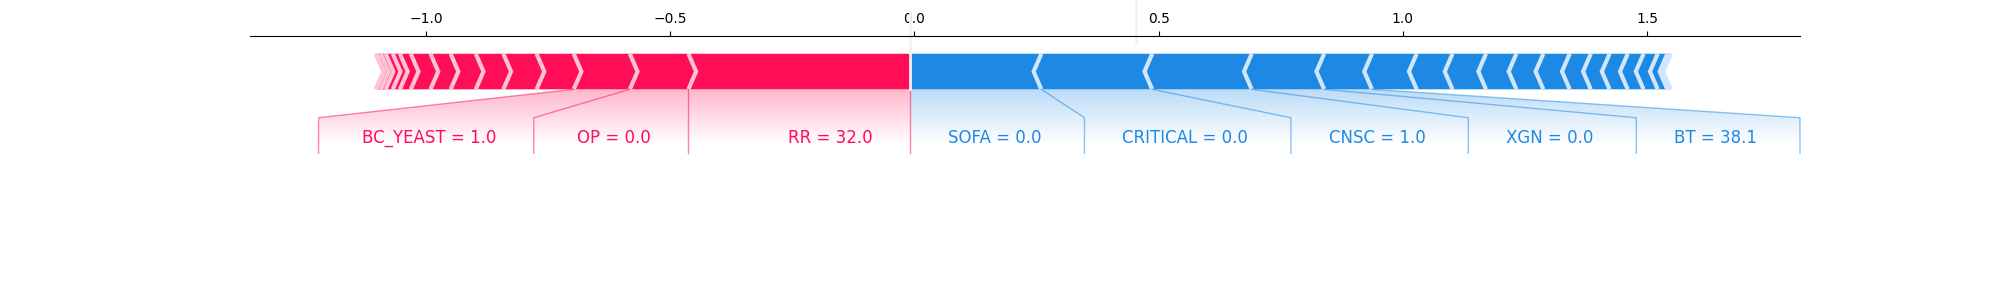 −1.0 −0.5 0.0 0.5 1.0 1.5
BC_YEAST = 1.0 OP = 0.0 RR = 32.0 SOFA = 0.0 CRITICAL = 0.0 CNSC = 1.0 XGN = 0.0 BT = 38.1